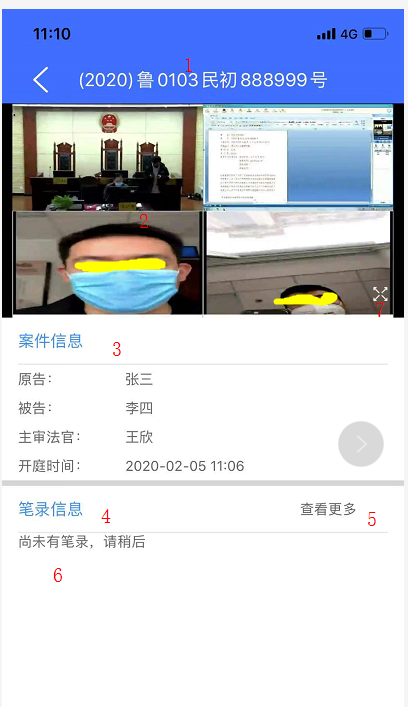 11:10
4G
1
(2020) 鲁 0103 民初 888999 号
2
7
案件信息
3
原告：
张三
被告：
李四
主审法官：
王欣
开庭时间：
2020-02-05 11:06
笔录信息
4
查看更多
5
尚未有笔录，请稍后
6